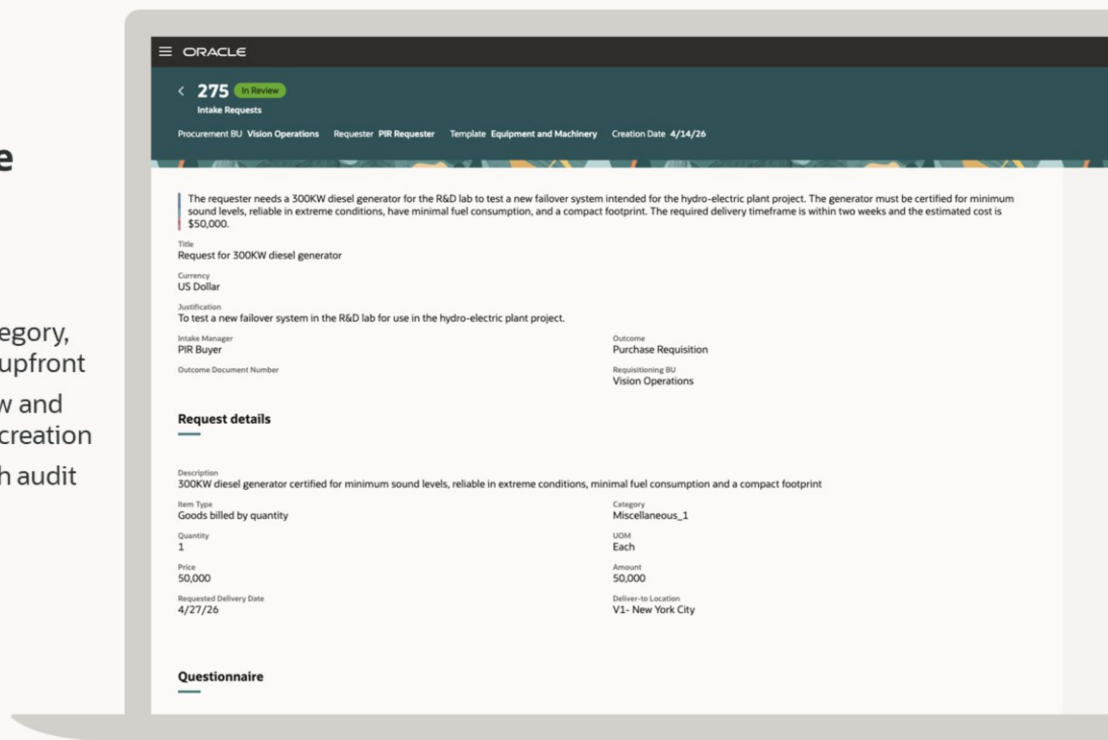 e
egory,
upfront
w and
creation
h audit
ORACLE
275 In Review
Intake Requests
Procurement BU Vision Operations Requester PIR Requester Template Equipment and Machinery Creation Date 4/14/26
The requester needs a 300KW diesel generator for the R&D lab to test a new failover system intended for the hydro-electric plant project. The generator must be certified for minimum
sound levels, reliable in extreme conditions, have minimal fuel consumption, and a compact footprint. The required delivery timeframe is within two weeks and the estimated cost is
$50,000.
Title
Request for 300KW diesel generator
Currency
US Dollar
Justification
To test a new failover system in the R&D lab for use in the hydro-electric plant project.
Intake Manager
PIR Buyer
Outcome
Purchase Requisition
Outcome Document Number
Requisitioning BU
Vision Operations
Request details
Description
300KW diesel generator certified for minimum sound levels, reliable in extreme conditions, minimal fuel consumption and a compact footprint
Item Type
Goods billed by quantity
Category
Miscellaneous_1
Quantity
1
UOM
Each
Price
50,000
Amount
50,000
Requested Delivery Date
4/27/26
Deliver-to Location
V1- New York City
Questionnaire